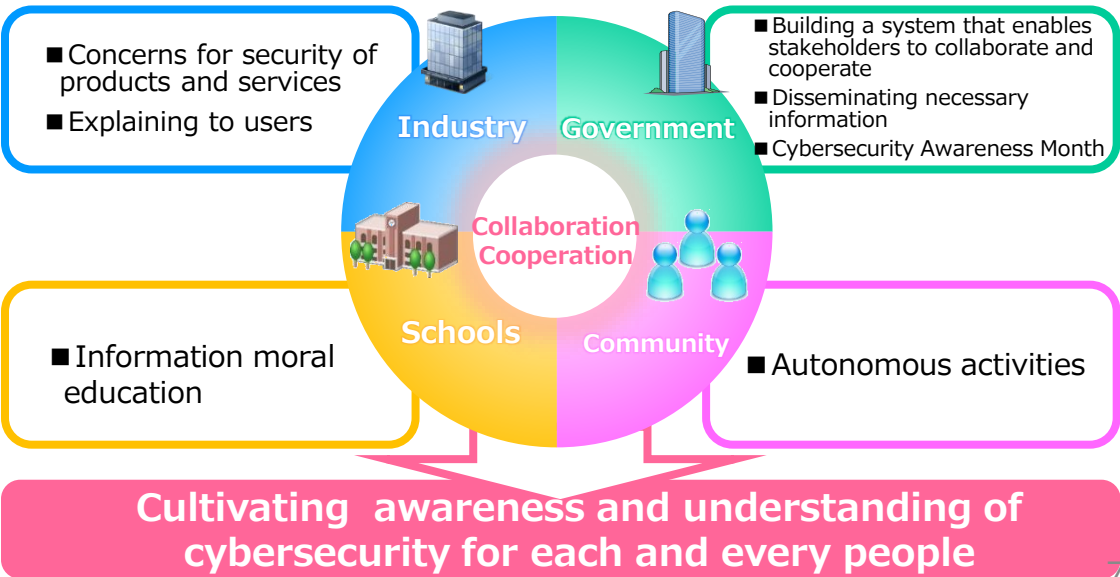 ■ Concerns for security of
products and services
■ Explaining to users
Industry
Government
■ Building a system that enables
stakeholders to collaborate and
cooperate
■ Disseminating necessary
information
■ Cybersecurity Awareness Month
Collaboration
Cooperation
Schools
Community
■ Information moral
education
■ Autonomous activities
Cultivating awareness and understanding of
cybersecurity for each and every people